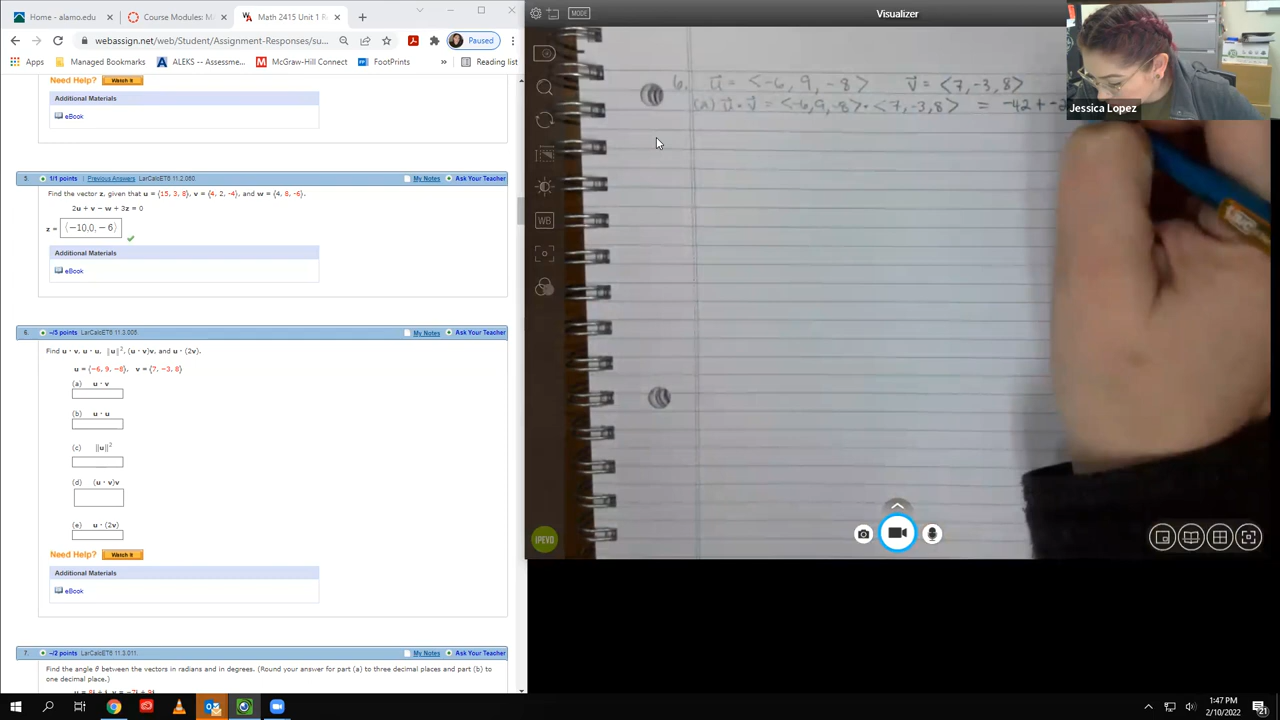 Home - alamo.edu
Course Modules: M
Math 2415 Unit 1 R
webassign.net/web/Student/Assignment-Responses/su...
Paused
Apps
Managed Bookmarks
ALEKS -- Assessme...
McGraw-Hill Connect
FootPrints
Reading list
Need Help? Watch It
Additional Materials
eBook
5. 1/1 points Previous Answers LarCalcET6 11.2.060.
My Notes Ask Your Teacher
Find the vector z, given that u = ⟨15, 3, 8⟩, v = ⟨4, 2, -4⟩, and w = ⟨4, 8, -6⟩.
2u + v − w + 3z = 0
z = ⟨−10,0, − 6⟩
Additional Materials
eBook
6. –/5 points LarCalcET6 11.3.008.
My Notes Ask Your Teacher
Find u · v, u · u, ‖u‖², (u · v)v, and u · (2v).
u = ⟨−6, 9, −8⟩, v = ⟨7, −3, 8⟩
(a) u · v
(b) u · u
(c) ‖u‖²
(d) (u · v)v
(e) u · (2v)
Need Help? Watch It
Additional Materials
eBook
7. –/2 points LarCalcET6 11.3.011.
My Notes Ask Your Teacher
Find the angle θ between the vectors in radians and in degrees. (Round your answer for part (a) to three decimal places and part (b) to
one decimal place.)
MODE
Visualizer
WB
iPEVO
Jessica Lopez
6. u⃗ = <-6, 9, -8> v⃗ = <7, -3, 8>
(A) u⃗ · v⃗ = <-6,9,-8> · <7,-3,8> = -42 + -2
1:47 PM
2/10/2022
21